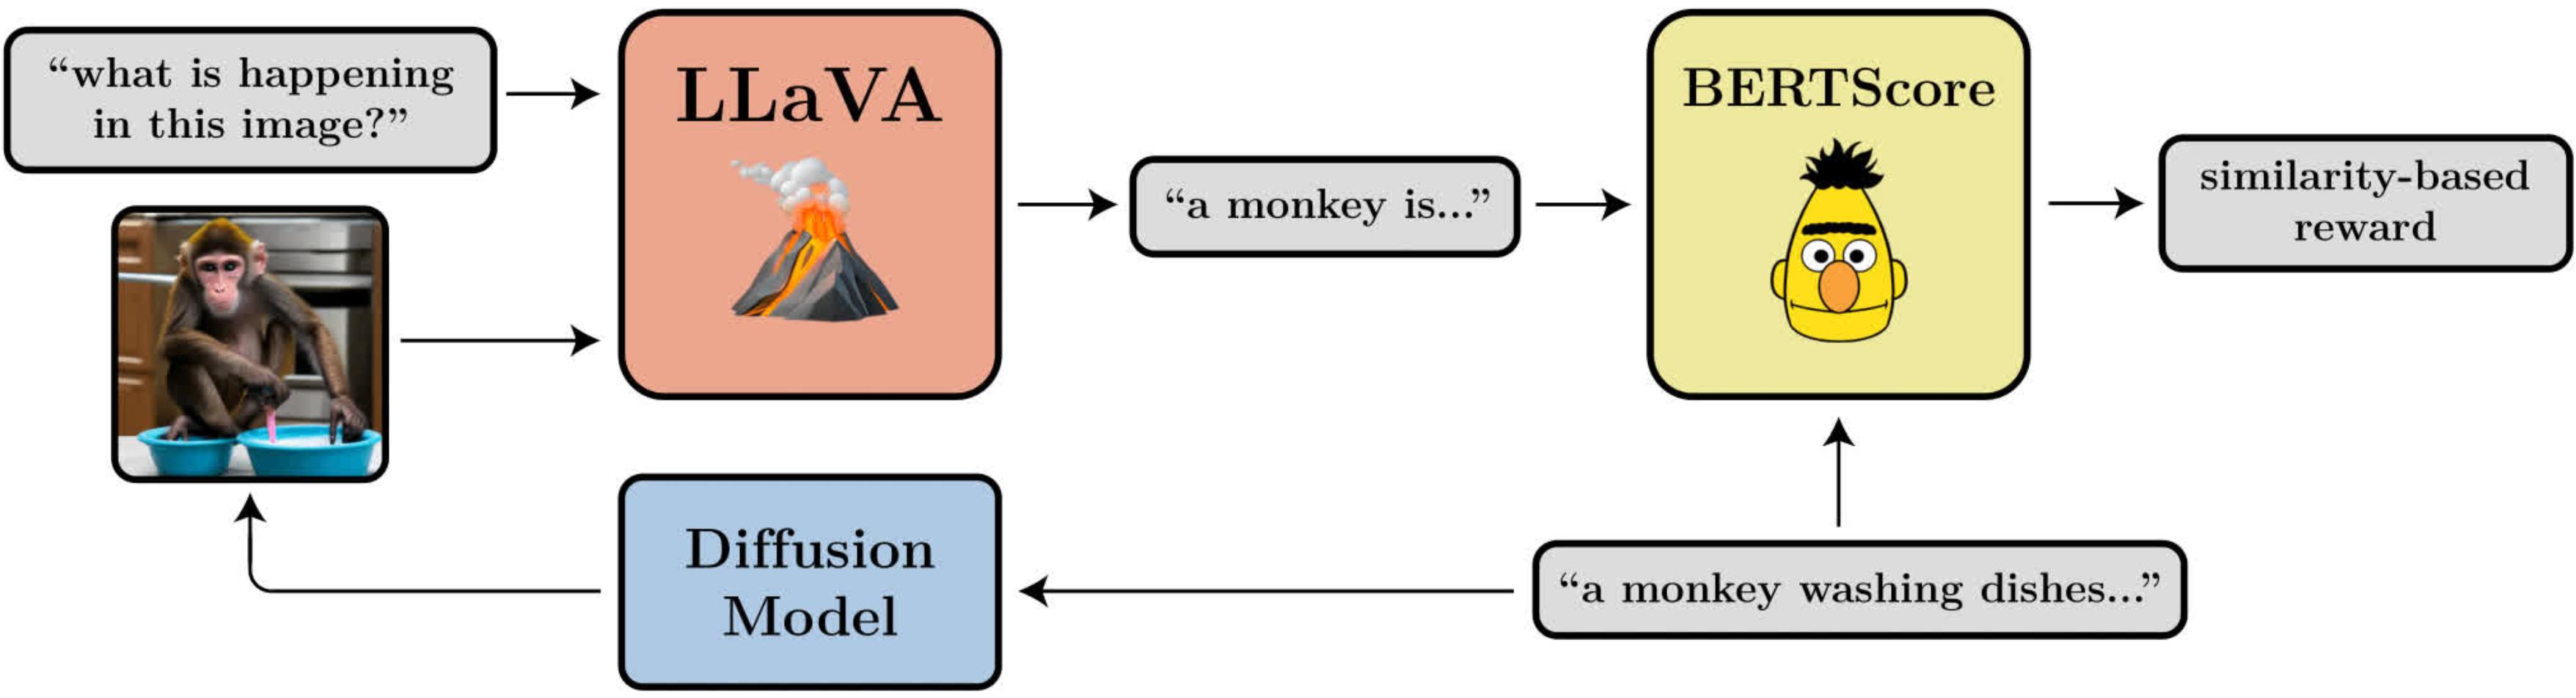 “what is happening
in this image?”
LLaVA
“a monkey is...”
BERTScore
similarity-based
reward
Diffusion
Model
“a monkey washing dishes...”